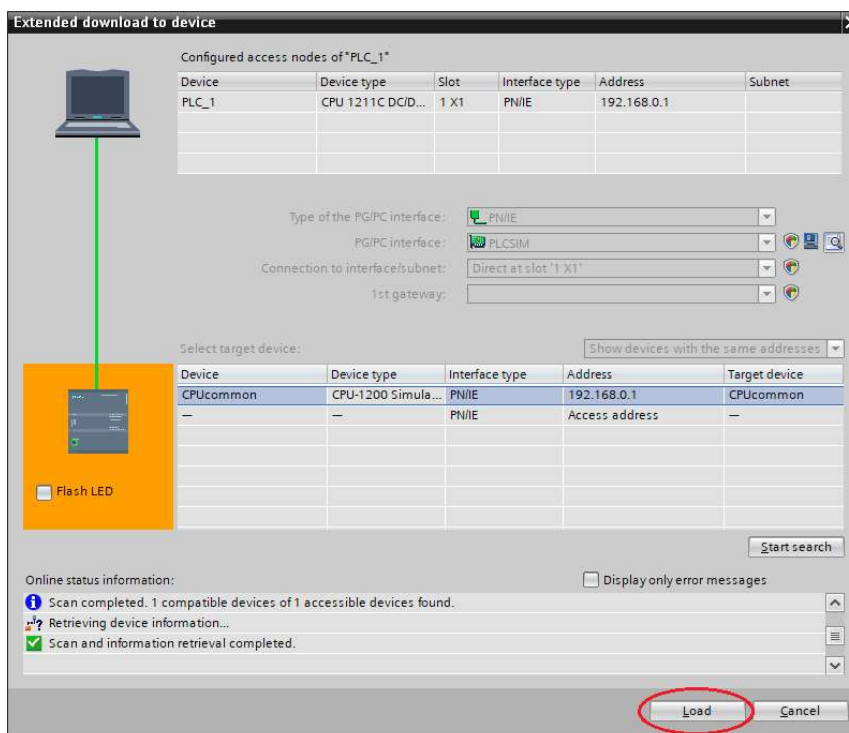 Extended download to device
Configured access nodes of "PLC_1"
Device Device type Slot Interface type Address Subnet
PLC_1 CPU 1211C DC/D... 1 X1 PN/IE 192.168.0.1
Type of the PG/PC interface: PN/IE
PG/PC interface: PLCSIM
Connection to interface/subnet: Direct at slot '1 X1'
1st gateway:
Select target device: Show devices with the same addresses
Device Device type Interface type Address Target device
CPUcommon CPU-1200 Simula... PN/IE 192.168.0.1 CPUcommon
— — PN/IE Access address —
Flash LED
Start search
Online status information: Display only error messages
Scan completed. 1 compatible devices of 1 accessible devices found.
Retrieving device information...
Scan and information retrieval completed.
Load Cancel